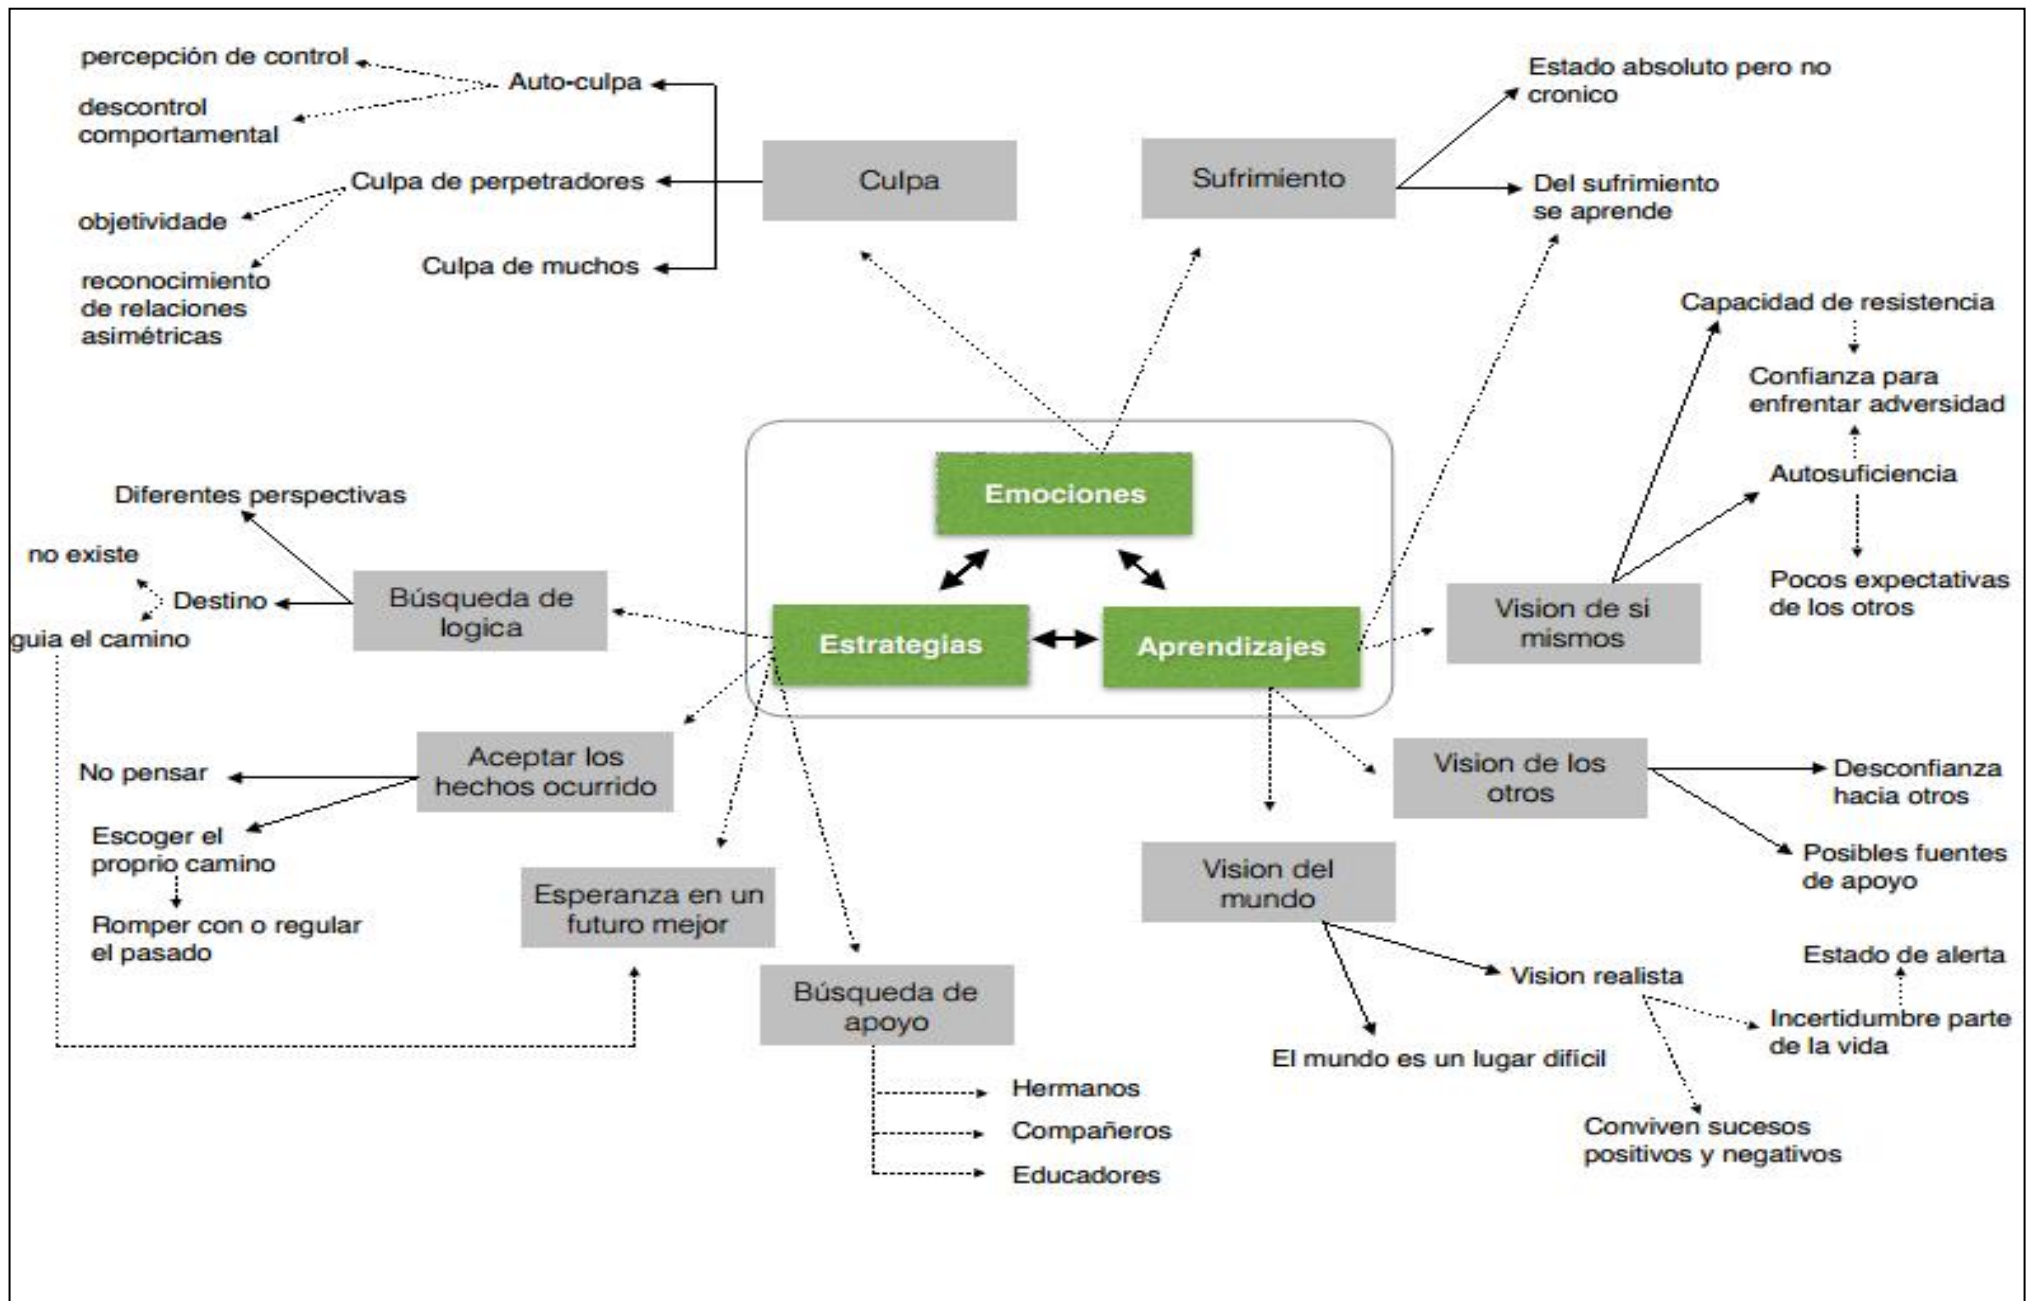 percepción de control
descontrol
comportamental
Auto-culpa
Culpa de perpetradores
objetividade
reconocimiento
de relaciones
asimétricas
Culpa de muchos
Culpa
Sufrimiento
Estado absoluto pero no
cronico
Del sufrimiento
se aprende
Capacidad de resistencia
Confianza para
enfrentar adversidad
Autosuficiencia
Pocos expectativas
de los otros
Emociones
Estrategias
Aprendizajes
Diferentes perspectivas
no existe
Destino
guia el camino
Búsqueda de
logica
Vision de si
mismos
No pensar
Aceptar los
hechos ocurrido
Escoger el
proprio camino
Romper con o regular
el pasado
Esperanza en un
futuro mejor
Búsqueda de
apoyo
Hermanos
Compañeros
Educadores
Vision de los
otros
Desconfianza
hacia otros
Posibles fuentes
de apoyo
Vision del
mundo
Vision realista
Estado de alerta
Incertidumbre parte
de la vida
El mundo es un lugar difícil
Conviven sucesos
positivos y negativos